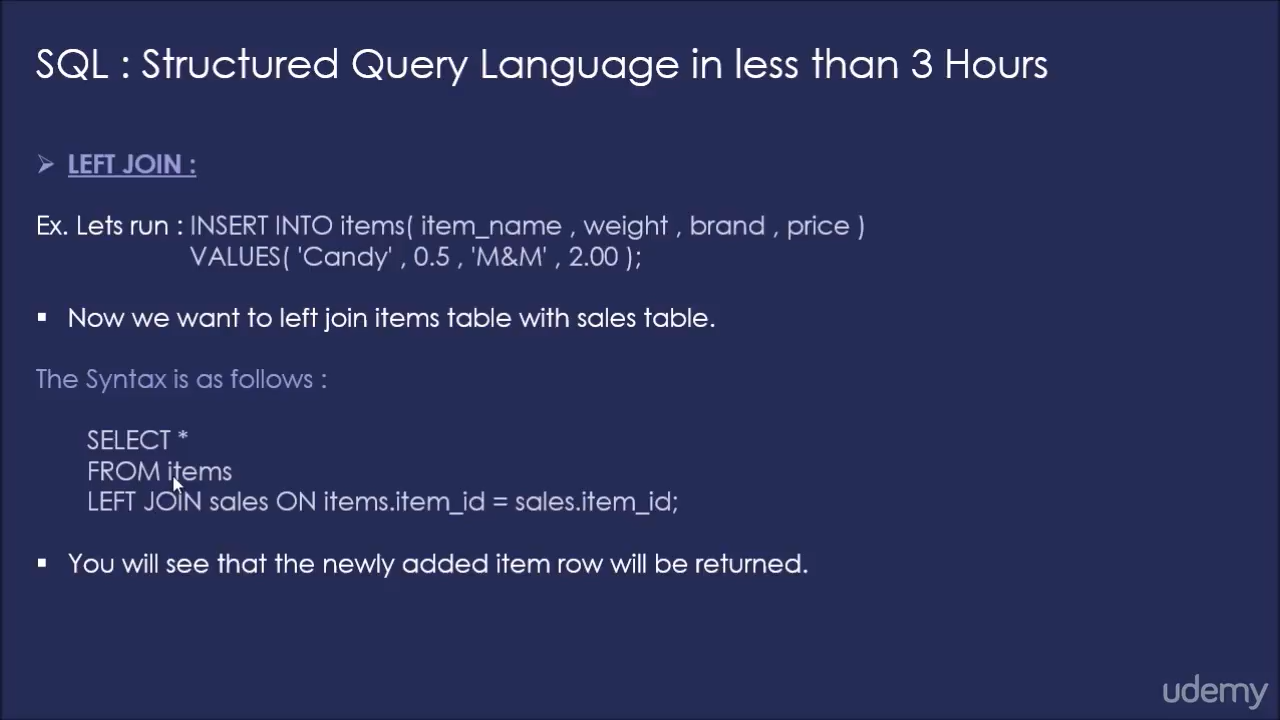 SQL : Structured Query Language in less than 3 Hours
➢ LEFT JOIN :
Ex. Lets run : INSERT INTO items( item_name , weight , brand , price )
VALUES( 'Candy' , 0.5 , 'M&M' , 2.00 );
▪ Now we want to left join items table with sales table.
The Syntax is as follows :
SELECT *
FROM items
LEFT JOIN sales ON items.item_id = sales.item_id;
▪ You will see that the newly added item row will be returned.
udemy